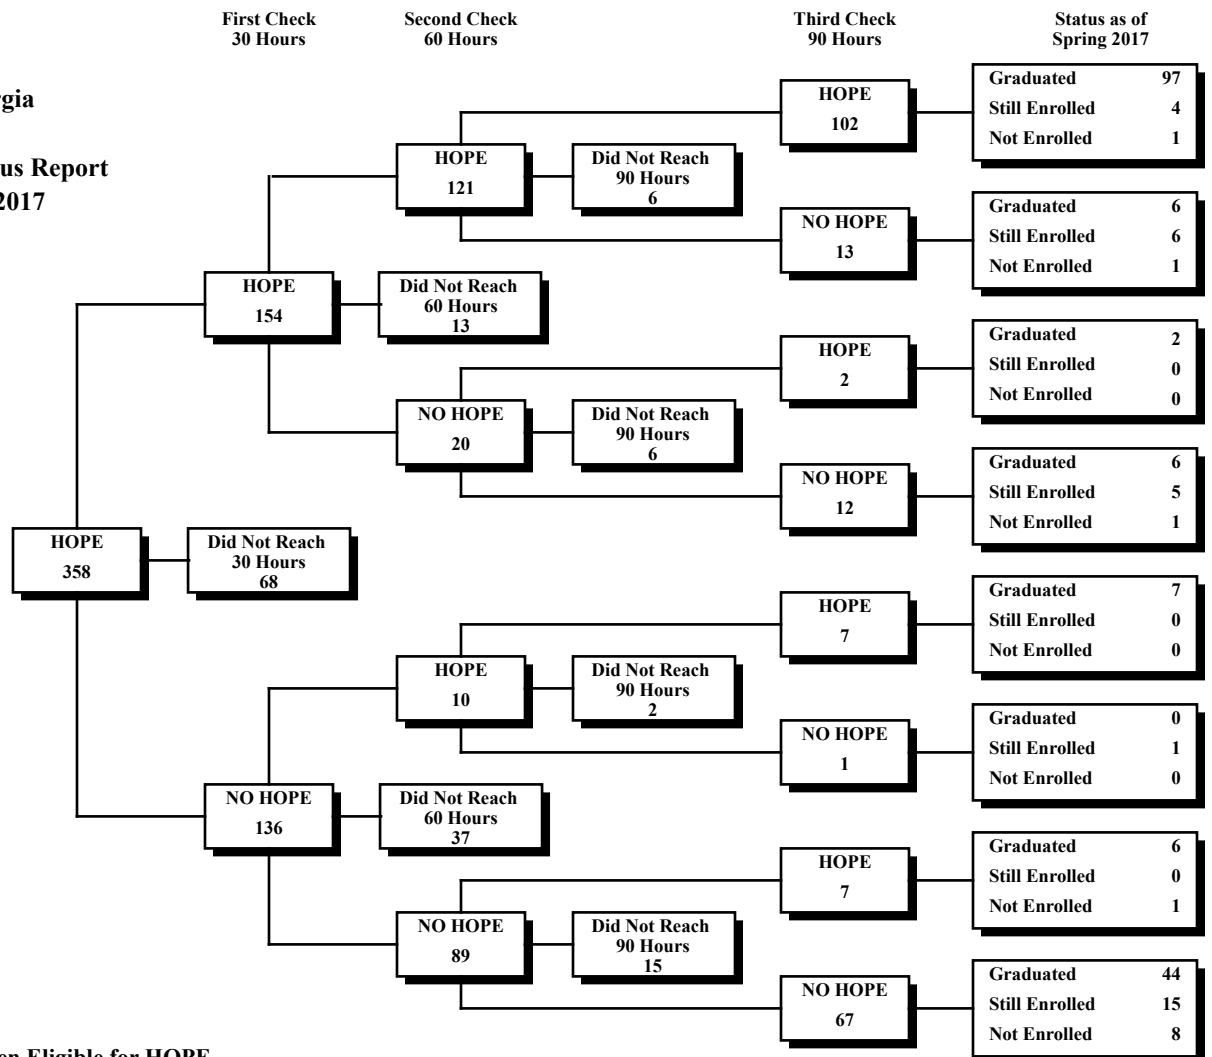 First Check
30 Hours
Second Check
60 Hours
Third Check
90 Hours
Status as of
Spring 2017
us Report
2017
HOPE
358
Did Not Reach
30 Hours
68
HOPE
154
Did Not Reach
60 Hours
13
NO HOPE
136
Did Not Reach
60 Hours
37
HOPE
121
Did Not Reach
90 Hours
6
NO HOPE
20
Did Not Reach
90 Hours
6
HOPE
10
Did Not Reach
90 Hours
2
NO HOPE
89
Did Not Reach
90 Hours
15
HOPE
102
Graduated 97
Still Enrolled 4
Not Enrolled 1
NO HOPE
13
Graduated 6
Still Enrolled 6
Not Enrolled 1
HOPE
2
Graduated 2
Still Enrolled 0
Not Enrolled 0
NO HOPE
12
Graduated 6
Still Enrolled 5
Not Enrolled 1
HOPE
7
Graduated 7
Still Enrolled 0
Not Enrolled 0
NO HOPE
1
Graduated 0
Still Enrolled 1
Not Enrolled 0
HOPE
7
Graduated 6
Still Enrolled 0
Not Enrolled 1
NO HOPE
67
Graduated 44
Still Enrolled 15
Not Enrolled 8
Eligible for HOPE